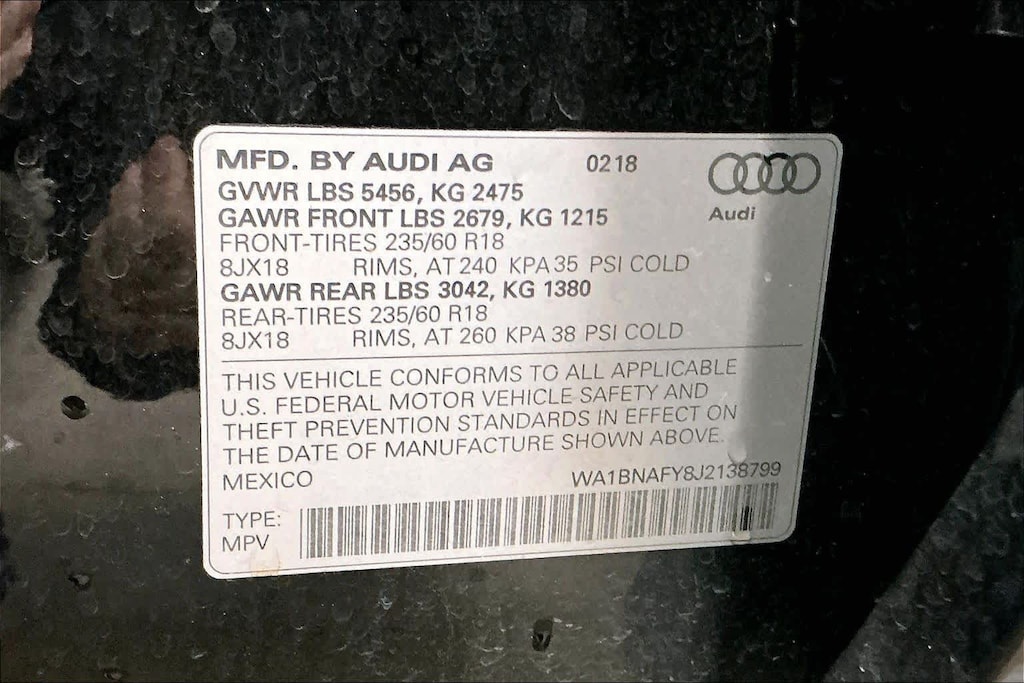 MFD. BY AUDI AG 0218
GVWR LBS 5456, KG 2475
GAWR FRONT LBS 2679, KG 1215
Audi
FRONT-TIRES 235/60 R18
8JX18 RIMS, AT 240 KPA 35 PSI COLD
GAWR REAR LBS 3042, KG 1380
REAR-TIRES 235/60 R18
8JX18 RIMS, AT 260 KPA 38 PSI COLD
THIS VEHICLE CONFORMS TO ALL APPLICABLE
U.S. FEDERAL MOTOR VEHICLE SAFETY AND
THEFT PREVENTION STANDARDS IN EFFECT ON
THE DATE OF MANUFACTURE SHOWN ABOVE.
MEXICO WA1BNAFY8J2138799
TYPE:
MPV